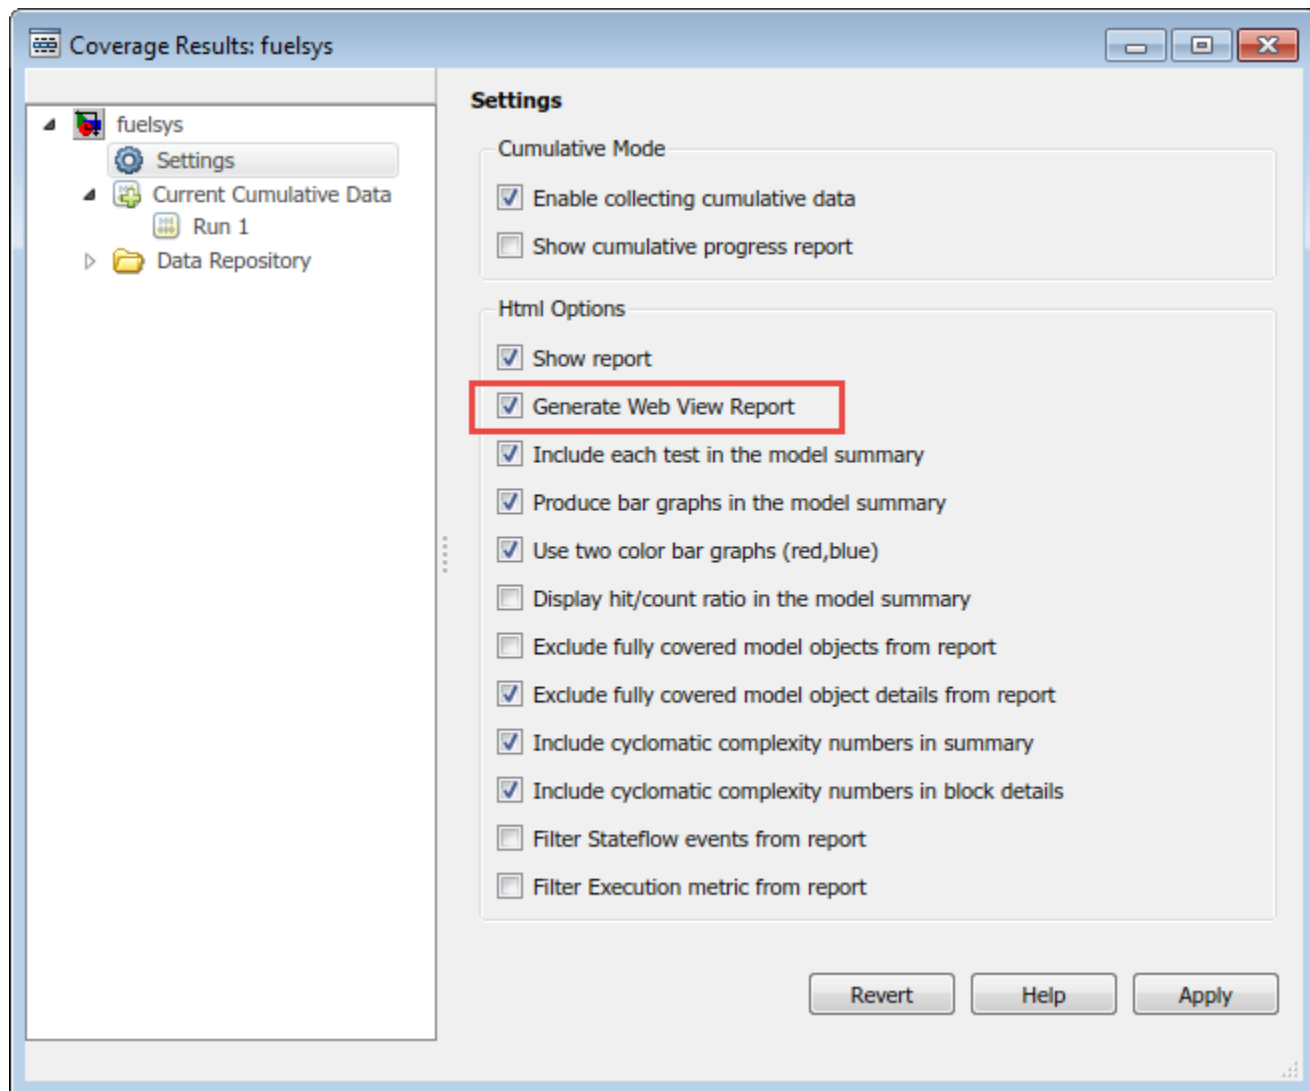 Coverage Results: fuelsys
fuelsys
Settings
Current Cumulative Data
Run 1
Data Repository
Settings
Cumulative Mode
Enable collecting cumulative data
Show cumulative progress report
Html Options
Show report
Generate Web View Report
Include each test in the model summary
Produce bar graphs in the model summary
Use two color bar graphs (red,blue)
Display hit/count ratio in the model summary
Exclude fully covered model objects from report
Exclude fully covered model object details from report
Include cyclomatic complexity numbers in summary
Include cyclomatic complexity numbers in block details
Filter Stateflow events from report
Filter Execution metric from report
Revert Help Apply